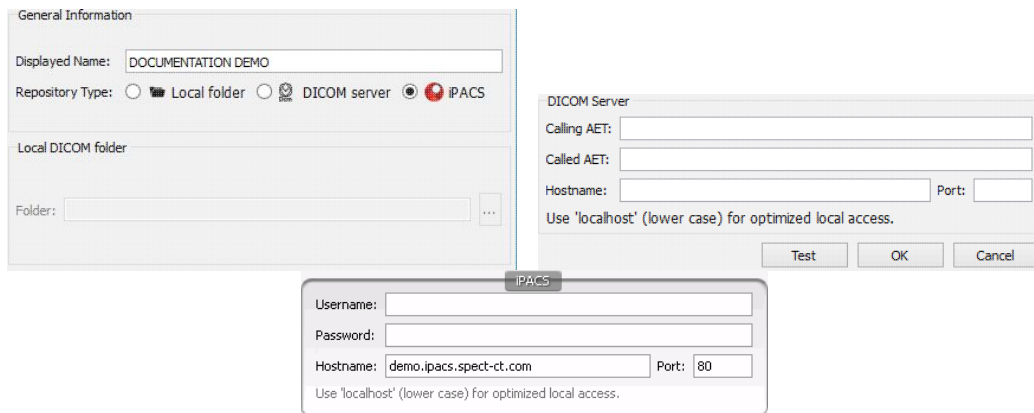 General Information
Displayed Name: DOCUMENTATION DEMO
Repository Type: Local folder DICOM server iPACS
Local DICOM folder
Folder: ...
DICOM Server
Calling AET:
Called AET:
Hostname: Port:
Use 'localhost' (lower case) for optimized local access.
Test OK Cancel
iPACS
Username:
Password:
Hostname: demo.ipacs.spect-ct.com Port: 80
Use 'localhost' (lower case) for optimized local access.